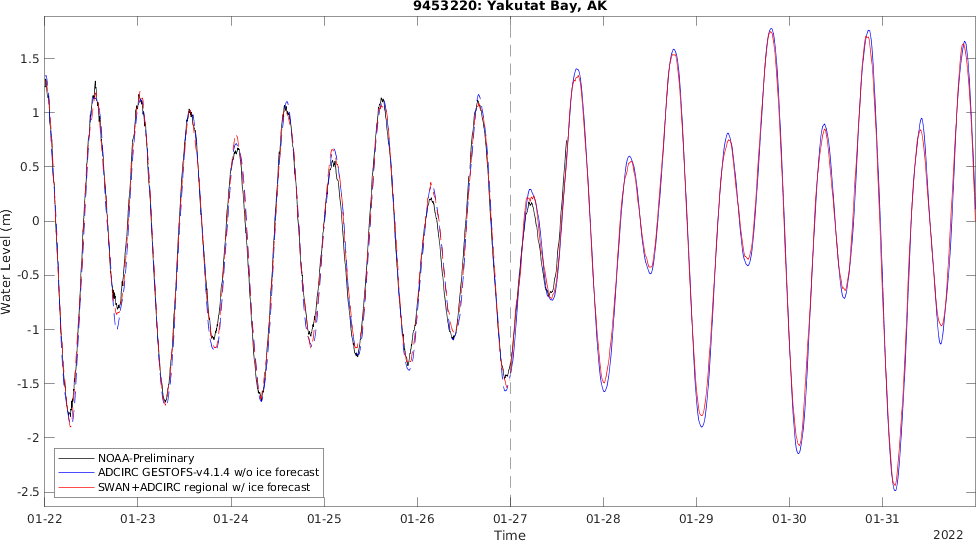 9453220: Yakutat Bay, AK
Water Level (m)
1.5
1
0.5
0
-0.5
-1
-1.5
-2
-2.5
NOAA-Preliminary
ADCIRC GESTOFS-v4.1.4 w/o ice forecast
SWAN+ADCIRC regional w/ ice forecast
01-22 01-23 01-24 01-25 01-26 01-27 01-28 01-29 01-30 01-31
Time
2022